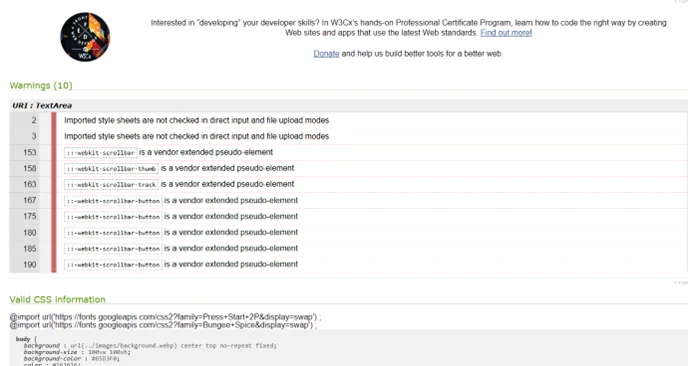 Interested in "developing" your developer skills? In W3Cx's hands-on Professional Certificate Program, learn how to code the right way by creating
Web sites and apps that use the latest Web standards. Find out more!
Donate and help us build better tools for a better web.
W3Cx
Warnings (10)
URI : TextArea
2 Imported style sheets are not checked in direct input and file upload modes
3 Imported style sheets are not checked in direct input and file upload modes
153 ::-webkit-scrollbar is a vendor extended pseudo-element
158 ::-webkit-scrollbar-thumb is a vendor extended pseudo-element
163 ::-webkit-scrollbar-track is a vendor extended pseudo-element
167 ::-webkit-scrollbar-button is a vendor extended pseudo-element
175 ::-webkit-scrollbar-button is a vendor extended pseudo-element
180 ::-webkit-scrollbar-button is a vendor extended pseudo-element
185 ::-webkit-scrollbar-button is a vendor extended pseudo-element
190 ::-webkit-scrollbar-button is a vendor extended pseudo-element
↑ TOP
Valid CSS information
@import url('https://fonts.googleapis.com/css2?family=Press+Start+2P&display=swap') ;
@import url('https://fonts.googleapis.com/css2?family=Bungee+Spice&display=swap') ;
body {
background : url(../images/background.webp) center top no-repeat fixed;
background-size : 100vw 100vh;
background-color : #65D3F0;